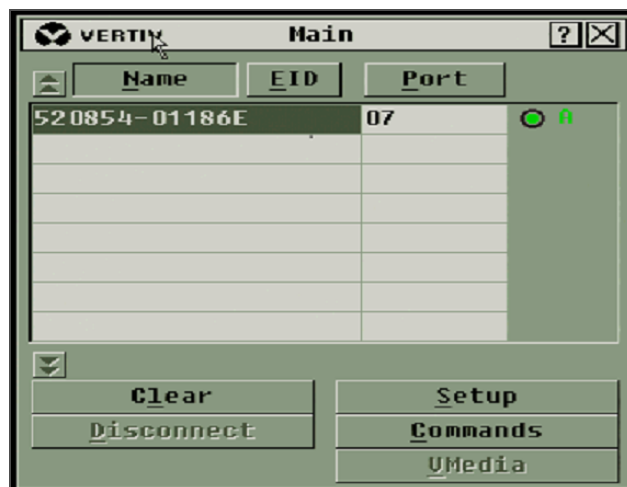 VERTIV Main ? X
Name EID Port
520854-01186E 07 A
Clear Setup
Disconnect Commands
VMedia